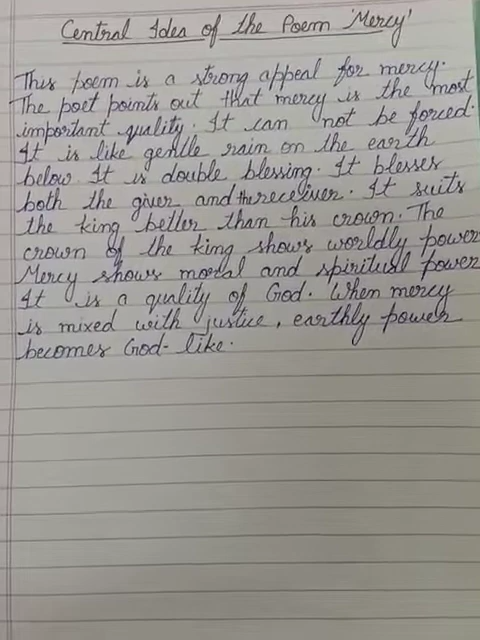 Central Idea of the Poem 'Mercy'
This poem is a strong appeal for mercy.
The poet points out that mercy is the most
important quality. It can not be forced.
It is like gentle rain on the earth
below. It is double blessing. It blesses
both the giver and the receiver. It suits
the king better than his crown. The
crown of the king shows worldly power
Mercy shows moral and spiritual power
It is a quality of God. When mercy
is mixed with justice, earthly power
becomes God-like.